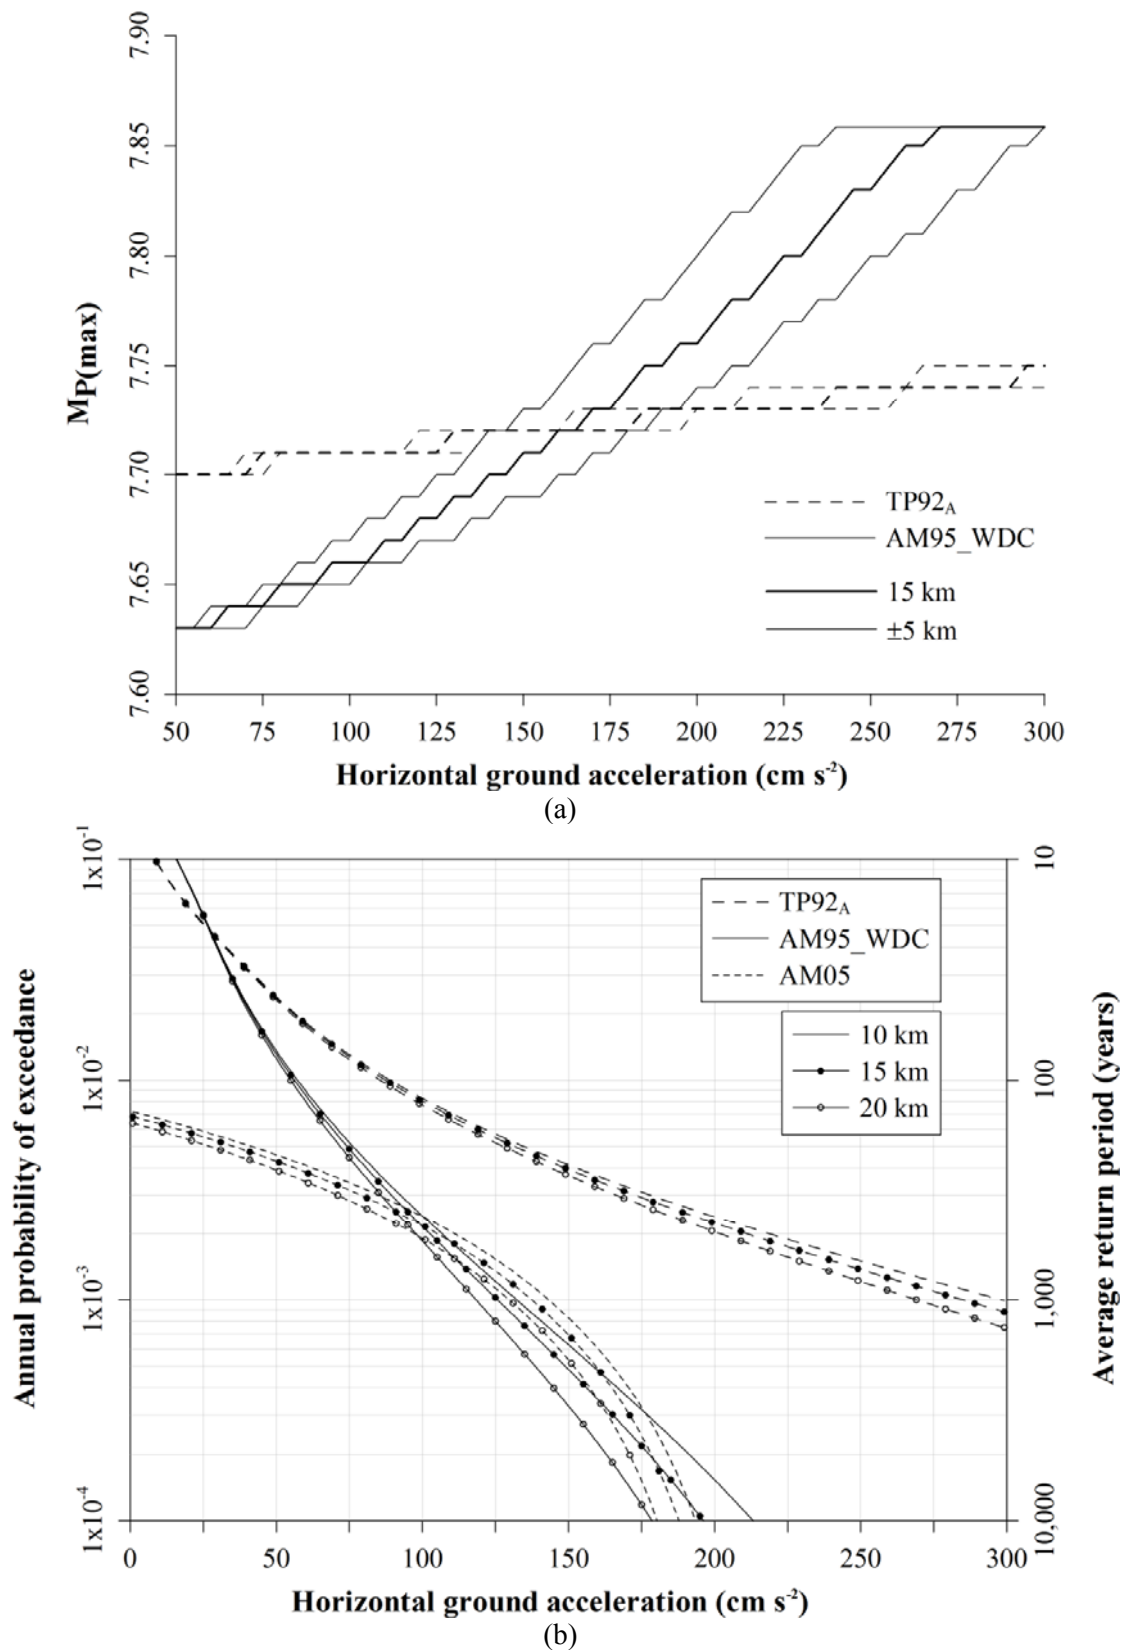 7.90
7.85
7.80
7.75
7.70
7.65
7.60
MP(max)
TP92A
AM95_WDC
15 km
±5 km
50 75 100 125 150 175 200 225 250 275 300
Horizontal ground acceleration (cm s-2)
(a)
1x10-1
1x10-2
1x10-3
1x10-4
Annual probability of exceedance
TP92A
AM95_WDC
AM05
10 km
15 km
20 km
10
100
1,000
10,000
Average return period (years)
0 50 100 150 200 250 300
Horizontal ground acceleration (cm s-2)
(b)